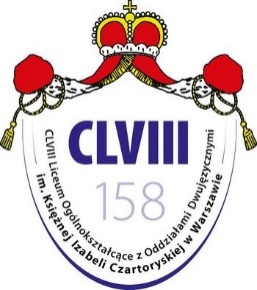 CLVIII
158
CLVIII Liceum Ogólnokształcące z Oddziałami Dwujęzycznymi
im. Księżnej Izabeli Czartoryskiej w Warszawie